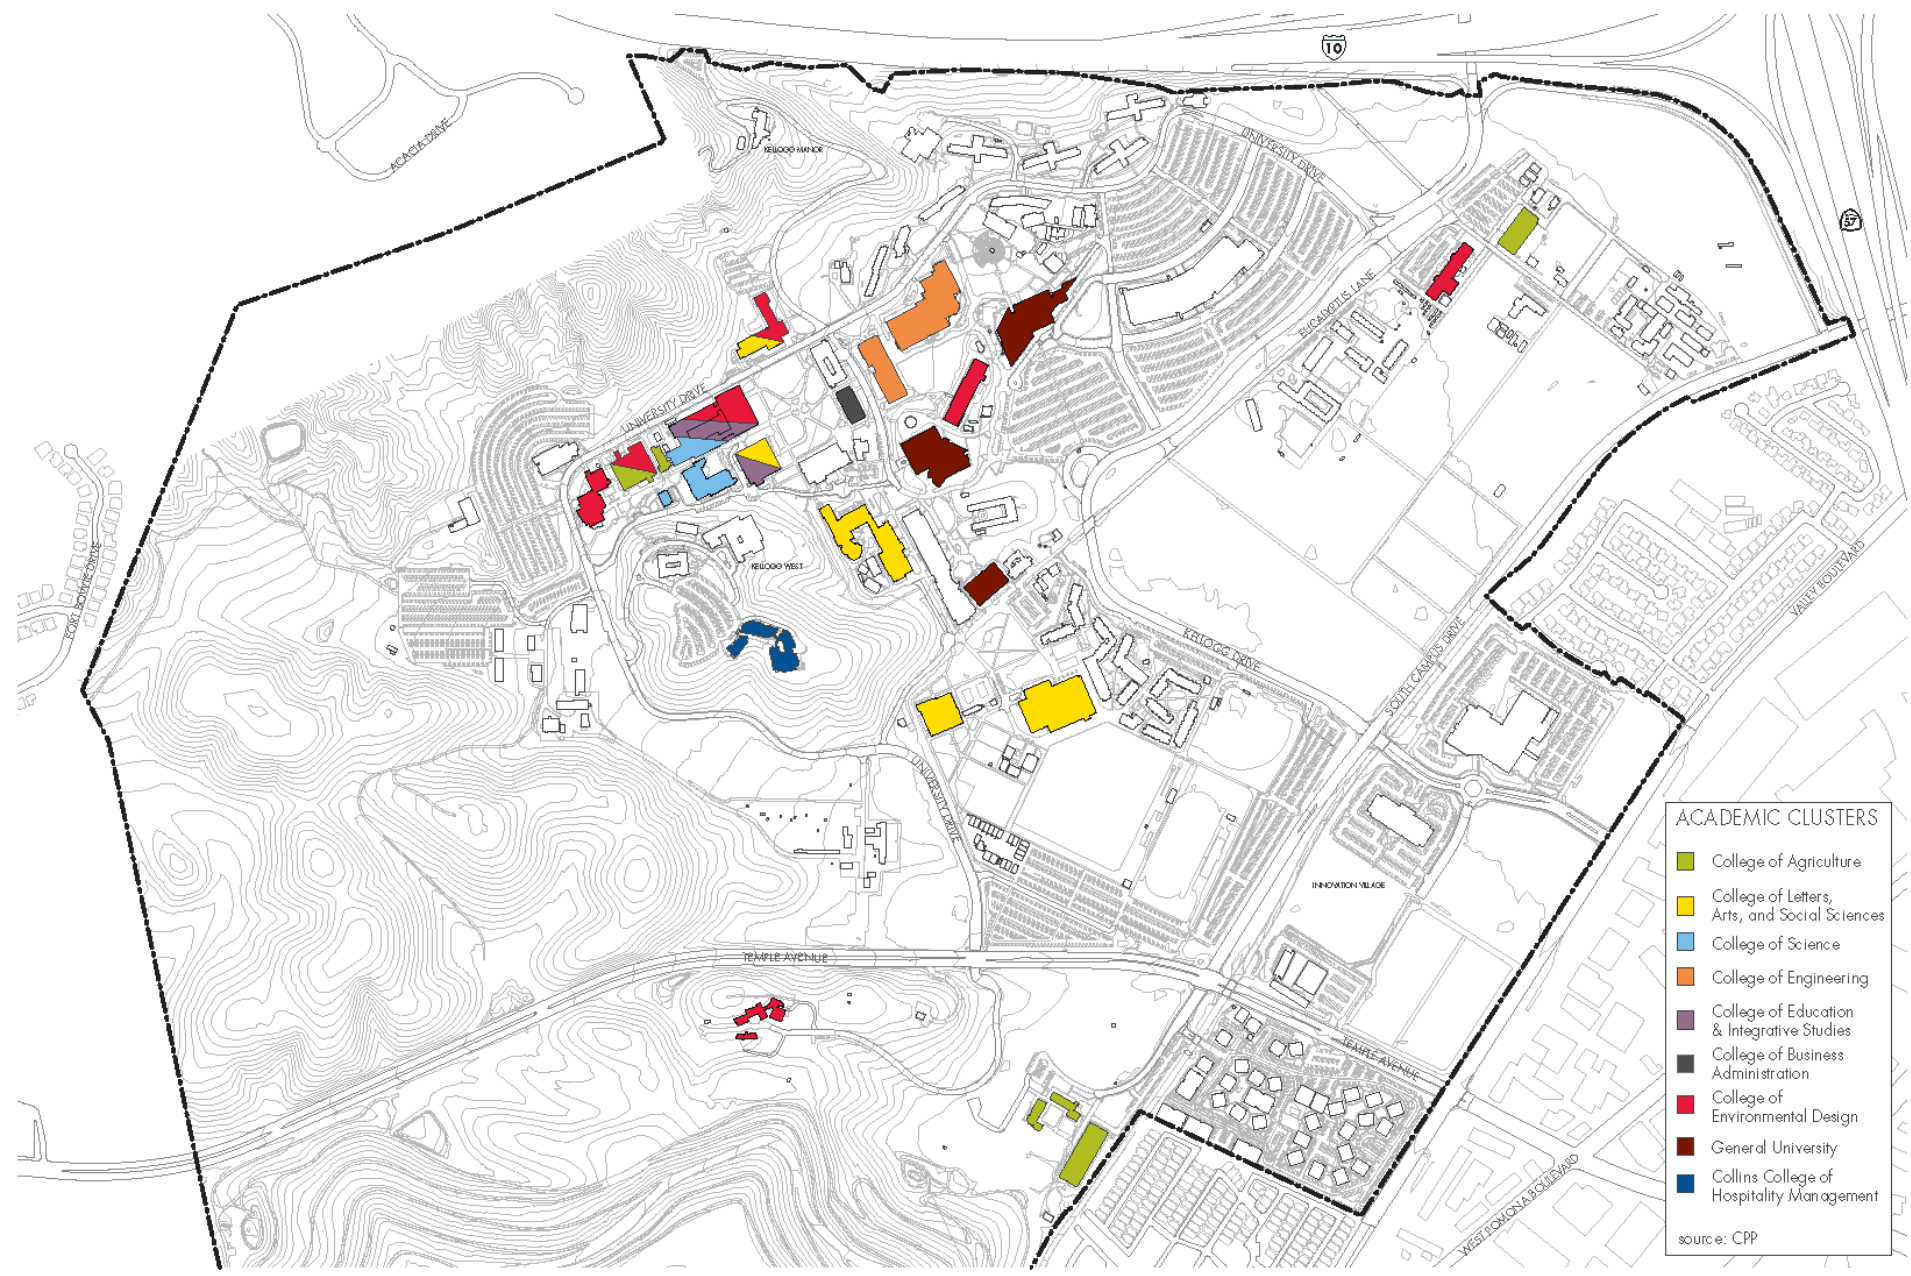 10
ACACIA DRIVE
KELLOGG MANOR
UNIVERSITY DRIVE
57
EUCALYPTUS LANE
UNIVERSITY DRIVE
FORT BOWIE DRIVE
KELLOGG WEST
VALLEY BOULEVARD
KELLOGG DRIVE
SOUTH CAMPUS DRIVE
UNIVERSITY DRIVE
INNOVATION VILLAGE
TEMPLE AVENUE
TEMPLE AVENUE
WEST POMONA BOULEVARD
ACADEMIC CLUSTERS
College of Agriculture
College of Letters,
Arts, and Social Sciences
College of Science
College of Engineering
College of Education
& Integrative Studies
College of Business
Administration
College of
Environmental Design
General University
Collins College of
Hospitality Management
source: CPP